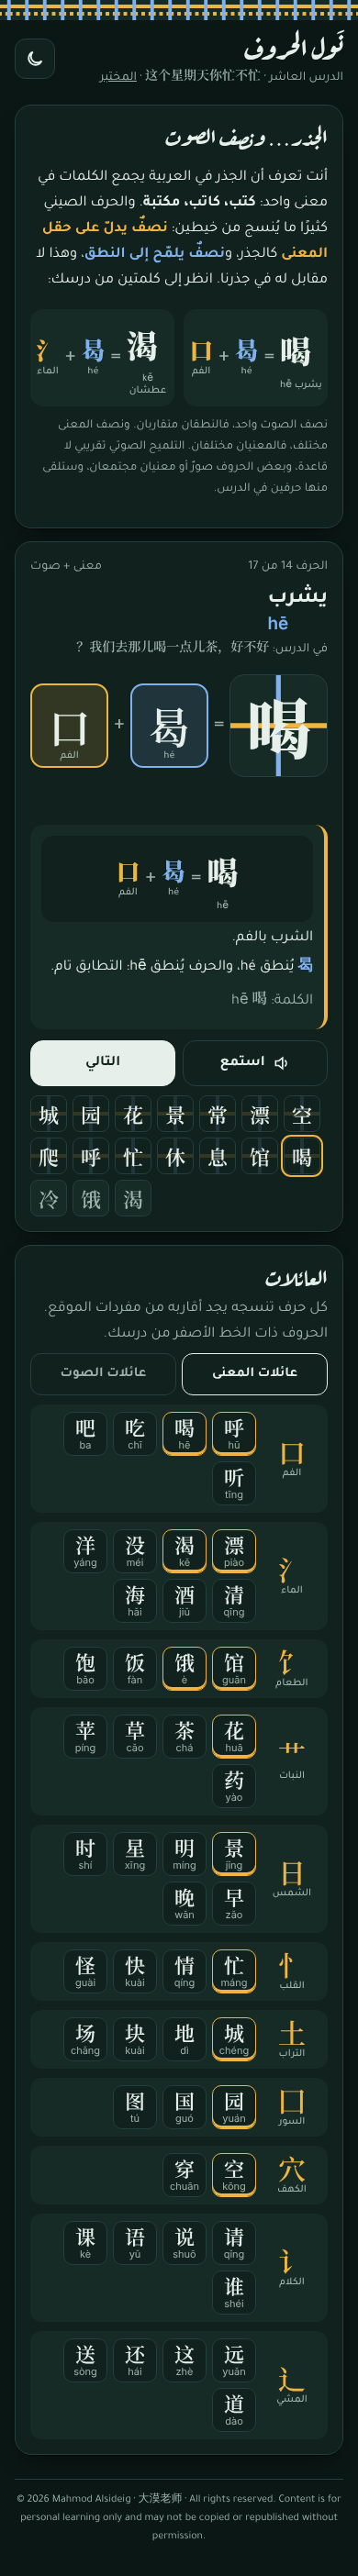 نَول الحروف
الدرس العاشر · 这个星期天你忙不忙 · المختبر
الجذر... ونصف الصوت
أنت تعرف أن الجذر في العربية يجمع الكلمات في
معنى واحد: كتب، كاتب، مكتبة. والحرف الصيني
كثيرًا ما يُنسج من خيطين: نصفٌ يدلّ على حقل
المعنى كالجذر، ونصفٌ يلمّح إلى النطق، وهذا لا
مقابل له في جذرنا. انظر إلى كلمتين من درسك:
喝 = 曷 + 口
يشرب hē hé الفم
渴 = 曷 + 氵
kě hé الماء
عطشان
نصف الصوت واحد، فالنطقان متقاربان. ونصف المعنى
مختلف، فالمعنيان مختلفان. التلميح الصوتي تقريبي لا
قاعدة، وبعض الحروف صورٌ أو معنيان مجتمعان، وستلقى
منها حرفين في الدرس.
الحرف 14 من 17 معنى + صوت
يشرب
hē
في الدرس: 我们去那儿喝一点儿茶，好不好？
喝 = 曷 + 口
hé الفم
喝 = 曷 + 口
hē hé الفم
الشرب بالفم.
曷 يُنطق hé، والحرف يُنطق hē: التطابق تام.
الكلمة: 喝 hē
استمع التالي
空 漂 常 景 花 园 城
喝 馆 息 休 忙 呼 爬
渴 饿 冷
العائلات
كل حرف تنسجه يجد أقاربه من مفردات الموقع.
الحروف ذات الخط الأصفر من درسك.
عائلات المعنى عائلات الصوت
口 呼 喝 吃 吧
الفم hū hē chī ba
听
tīng
氵 漂 渴 没 洋
الماء piào kě méi yáng
清 酒 海
qīng jiǔ hǎi
饣 馆 饿 饭 饱
الطعام guǎn è fàn bǎo
艹 花 茶 草 苹
النبات huā chá cǎo píng
药
yào
日 景 明 星 时
الشمس jǐng míng xīng shí
早 晚
zǎo wǎn
忄 忙 情 快 怪
القلب máng qíng kuài guài
土 城 地 块 场
التراب chéng dì kuài chǎng
囗 园 国 图
السور yuán guó tú
穴 空 穿
الكهف kōng chuān
讠 请 说 语 课
الكلام qǐng shuō yǔ kè
谁
shéi
辶 远 这 还 送
المشي yuǎn zhè hái sòng
道
dào
© 2026 Mahmod Alsideig · 大漠老师 · All rights reserved. Content is for
personal learning only and may not be copied or republished without
permission.